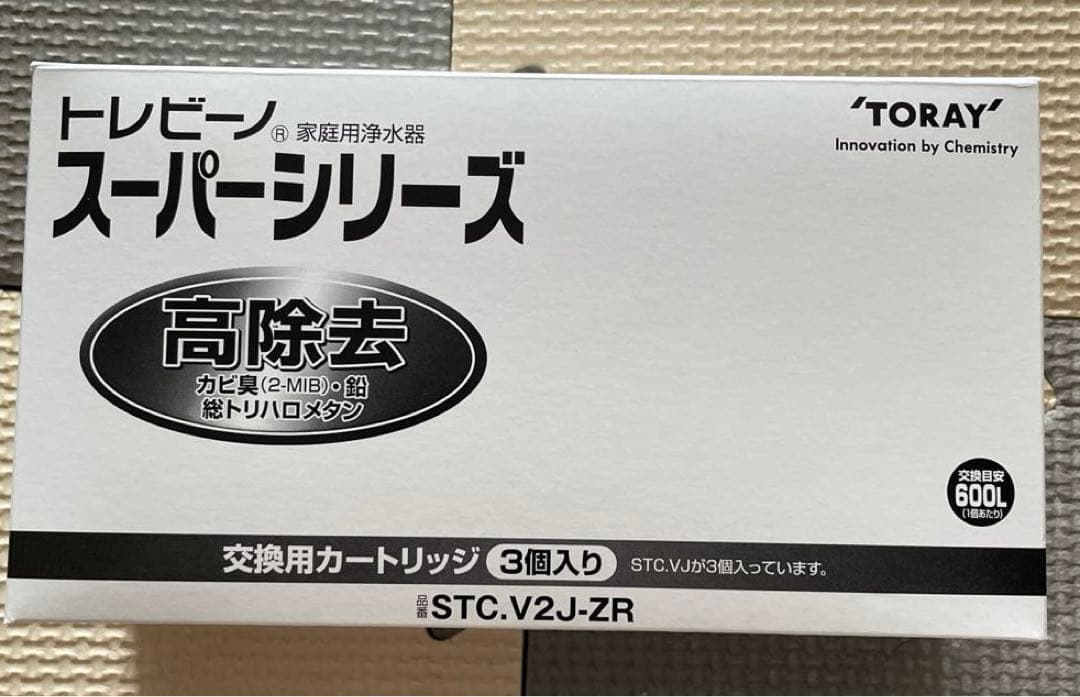 トレビーノ® 家庭用浄水器
スーパーシリーズ
'TORAY'
Innovation by Chemistry
高除去
カビ臭(2-MIB)・鉛
総トリハロメタン
交換目安
600L
(1個あたり)
交換用カートリッジ 3個入り STC.VJが3個入っています。
品番 STC.V2J-ZR